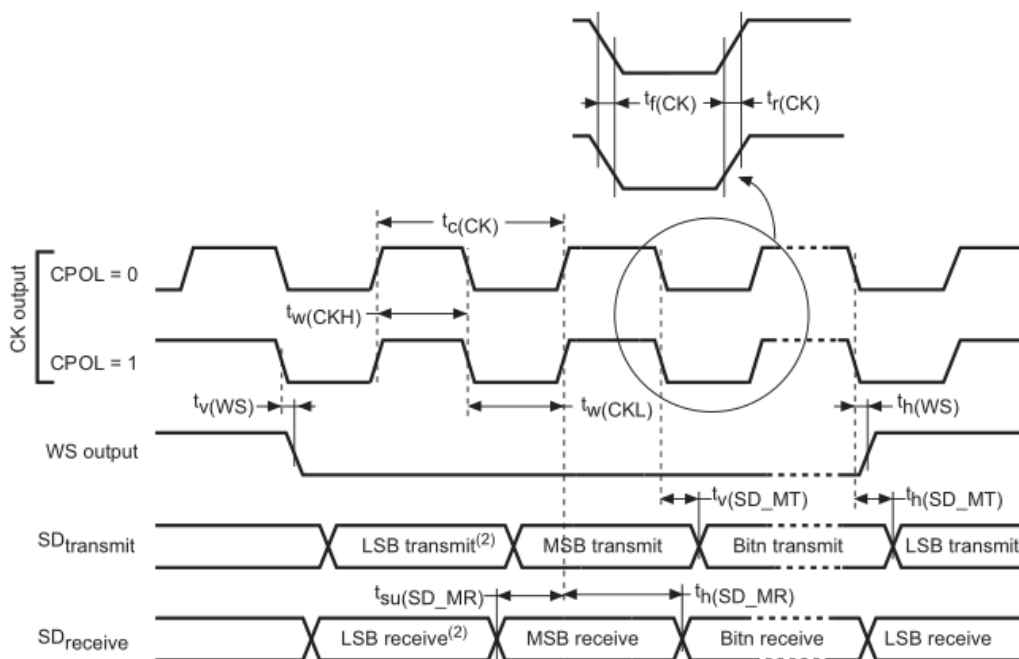 tf(CK)
tr(CK)
tc(CK)
CK output
CPOL = 0
tw(CKH)
CPOL = 1
tv(WS)
tw(CKL)
th(WS)
WS output
tv(SD_MT)
th(SD_MT)
SDtransmit
LSB transmit(2)
MSB transmit
Bitn transmit
LSB transmit
tsu(SD_MR)
th(SD_MR)
SDreceive
LSB receive(2)
MSB receive
Bitn receive
LSB receive